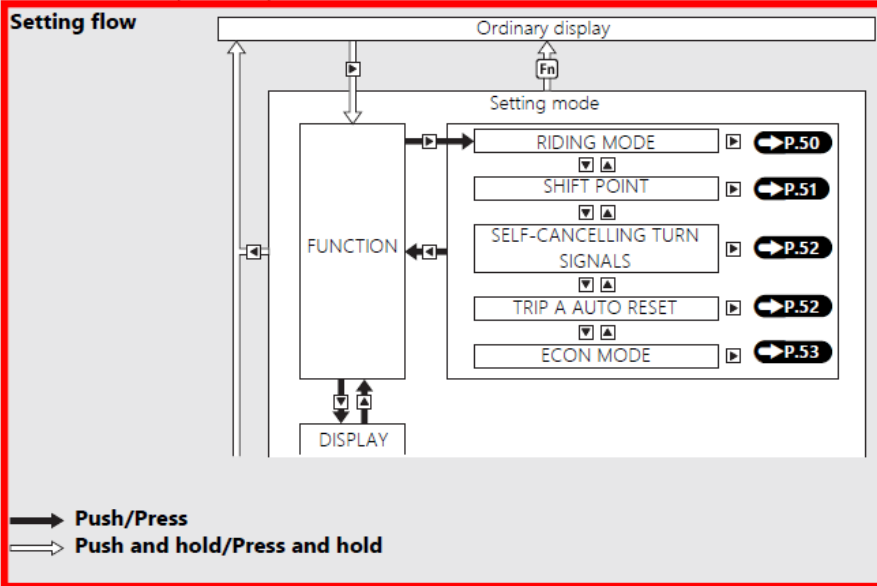 Setting flow
Ordinary display
Fn
Setting mode
RIDING MODE
P.50
SHIFT POINT
P.51
FUNCTION
SELF-CANCELLING TURN
SIGNALS
P.52
TRIP A AUTO RESET
P.52
ECON MODE
P.53
DISPLAY
Push/Press
Push and hold/Press and hold